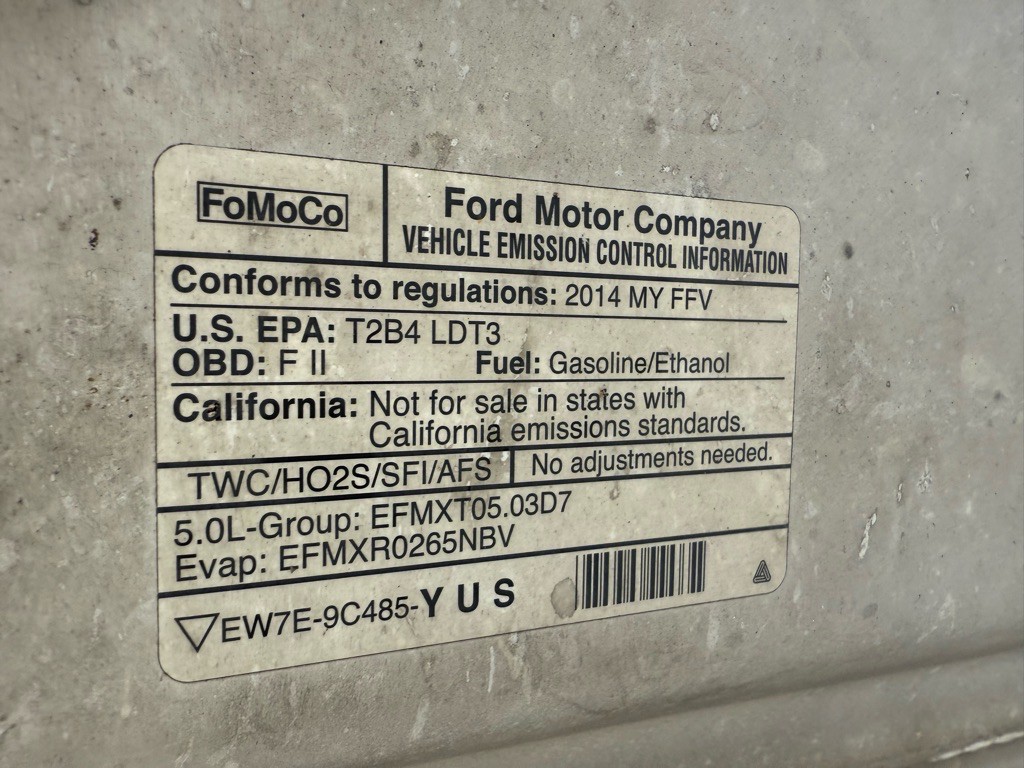 FoMoCo
Ford Motor Company
VEHICLE EMISSION CONTROL INFORMATION
Conforms to regulations: 2014 MY FFV
U.S. EPA: T2B4 LDT3
OBD: F II Fuel: Gasoline/Ethanol
California: Not for sale in states with
California emissions standards.
TWC/HO2S/SFI/AFS No adjustments needed.
5.0L-Group: EFMXT05.03D7
Evap: EFMXR0265NBV
EW7E-9C485-Y U S